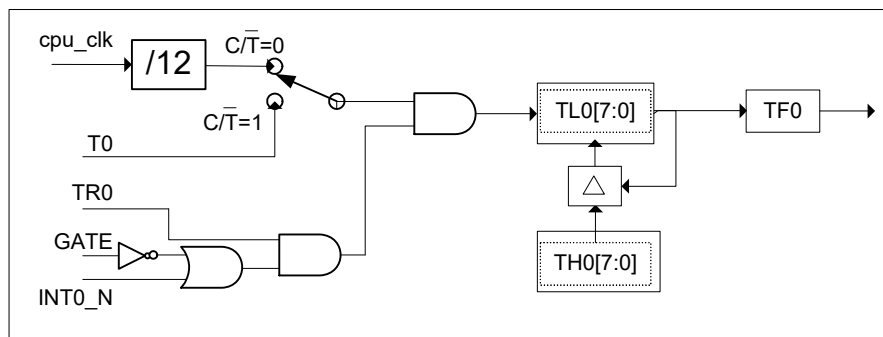 cpu_clk
/12
C/T̅=0
C/T̅=1
T0
TR0
GATE
INT0_N
TL0[7:0]
TF0
△
TH0[7:0]